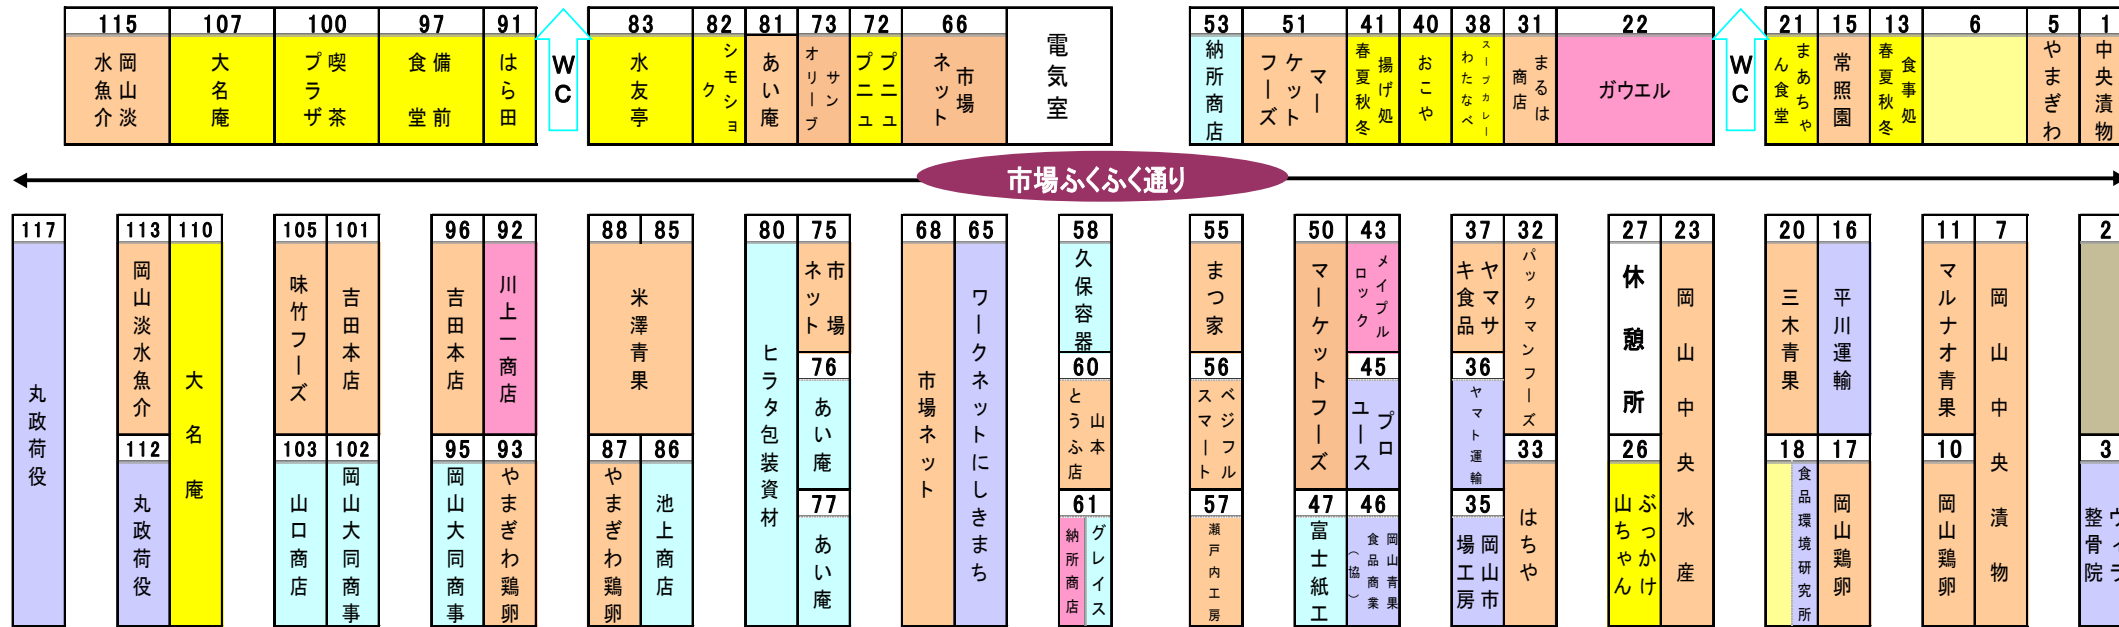 115
岡山淡
水魚介
107
大名庵
100
喫茶
プラザ
97
備前
食堂
91
はら田
WC
83
水友亭
82
シモショ
ク
81
あい庵
73
サン
オリーブ
72
プニュ
プニュ
66
市場
ネット
電気室
53
納所商店
51
マー
ケット
フーズ
41
揚げ処
春夏秋冬
40
おこや
38
スープカレー
わたなべ
31
まるは
商店
22
ガウエル
WC
21
まあちゃ
ん食堂
15
常照園
13
食事処
春夏秋冬
6
5
やまぎわ
1
中央漬物
市場ふくふく通り
117
丸政荷役
113
岡山淡水魚介
112
丸政荷役
110
大名庵
105
味竹フーズ
103
山口商店
101
吉田本店
102
岡山大同商事
96
吉田本店
95
岡山大同商事
92
川上一商店
93
やまぎわ鶏卵
88
85
米澤青果
87
やまぎわ鶏卵
86
池上商店
80
ヒラタ包装資材
75
市場
ネット
76
あい庵
77
あい庵
68
市場ネット
65
ワークネットにしきまち
58
久保容器
60
山本
とうふ店
61
グレイス
納所商店
55
まつ家
56
ベジフル
スマート
57
瀬戸内工房
50
マーケットフーズ
47
富士紙工
43
メイプル
ロック
45
プロ
ユース
46
岡山青果
食品商業
（協）
37
ヤマサ
キ食品
36
ヤマト運輸
35
岡山市
場工房
32
パックマンフーズ
33
はちや
27
休憩所
26
ぶっかけ
山ちゃん
23
岡山中央水産
20
三木青果
18
食品環境研究所
16
平川運輸
17
岡山鶏卵
11
マルナオ青果
10
岡山鶏卵
7
岡山中央漬物
2
3
整骨院